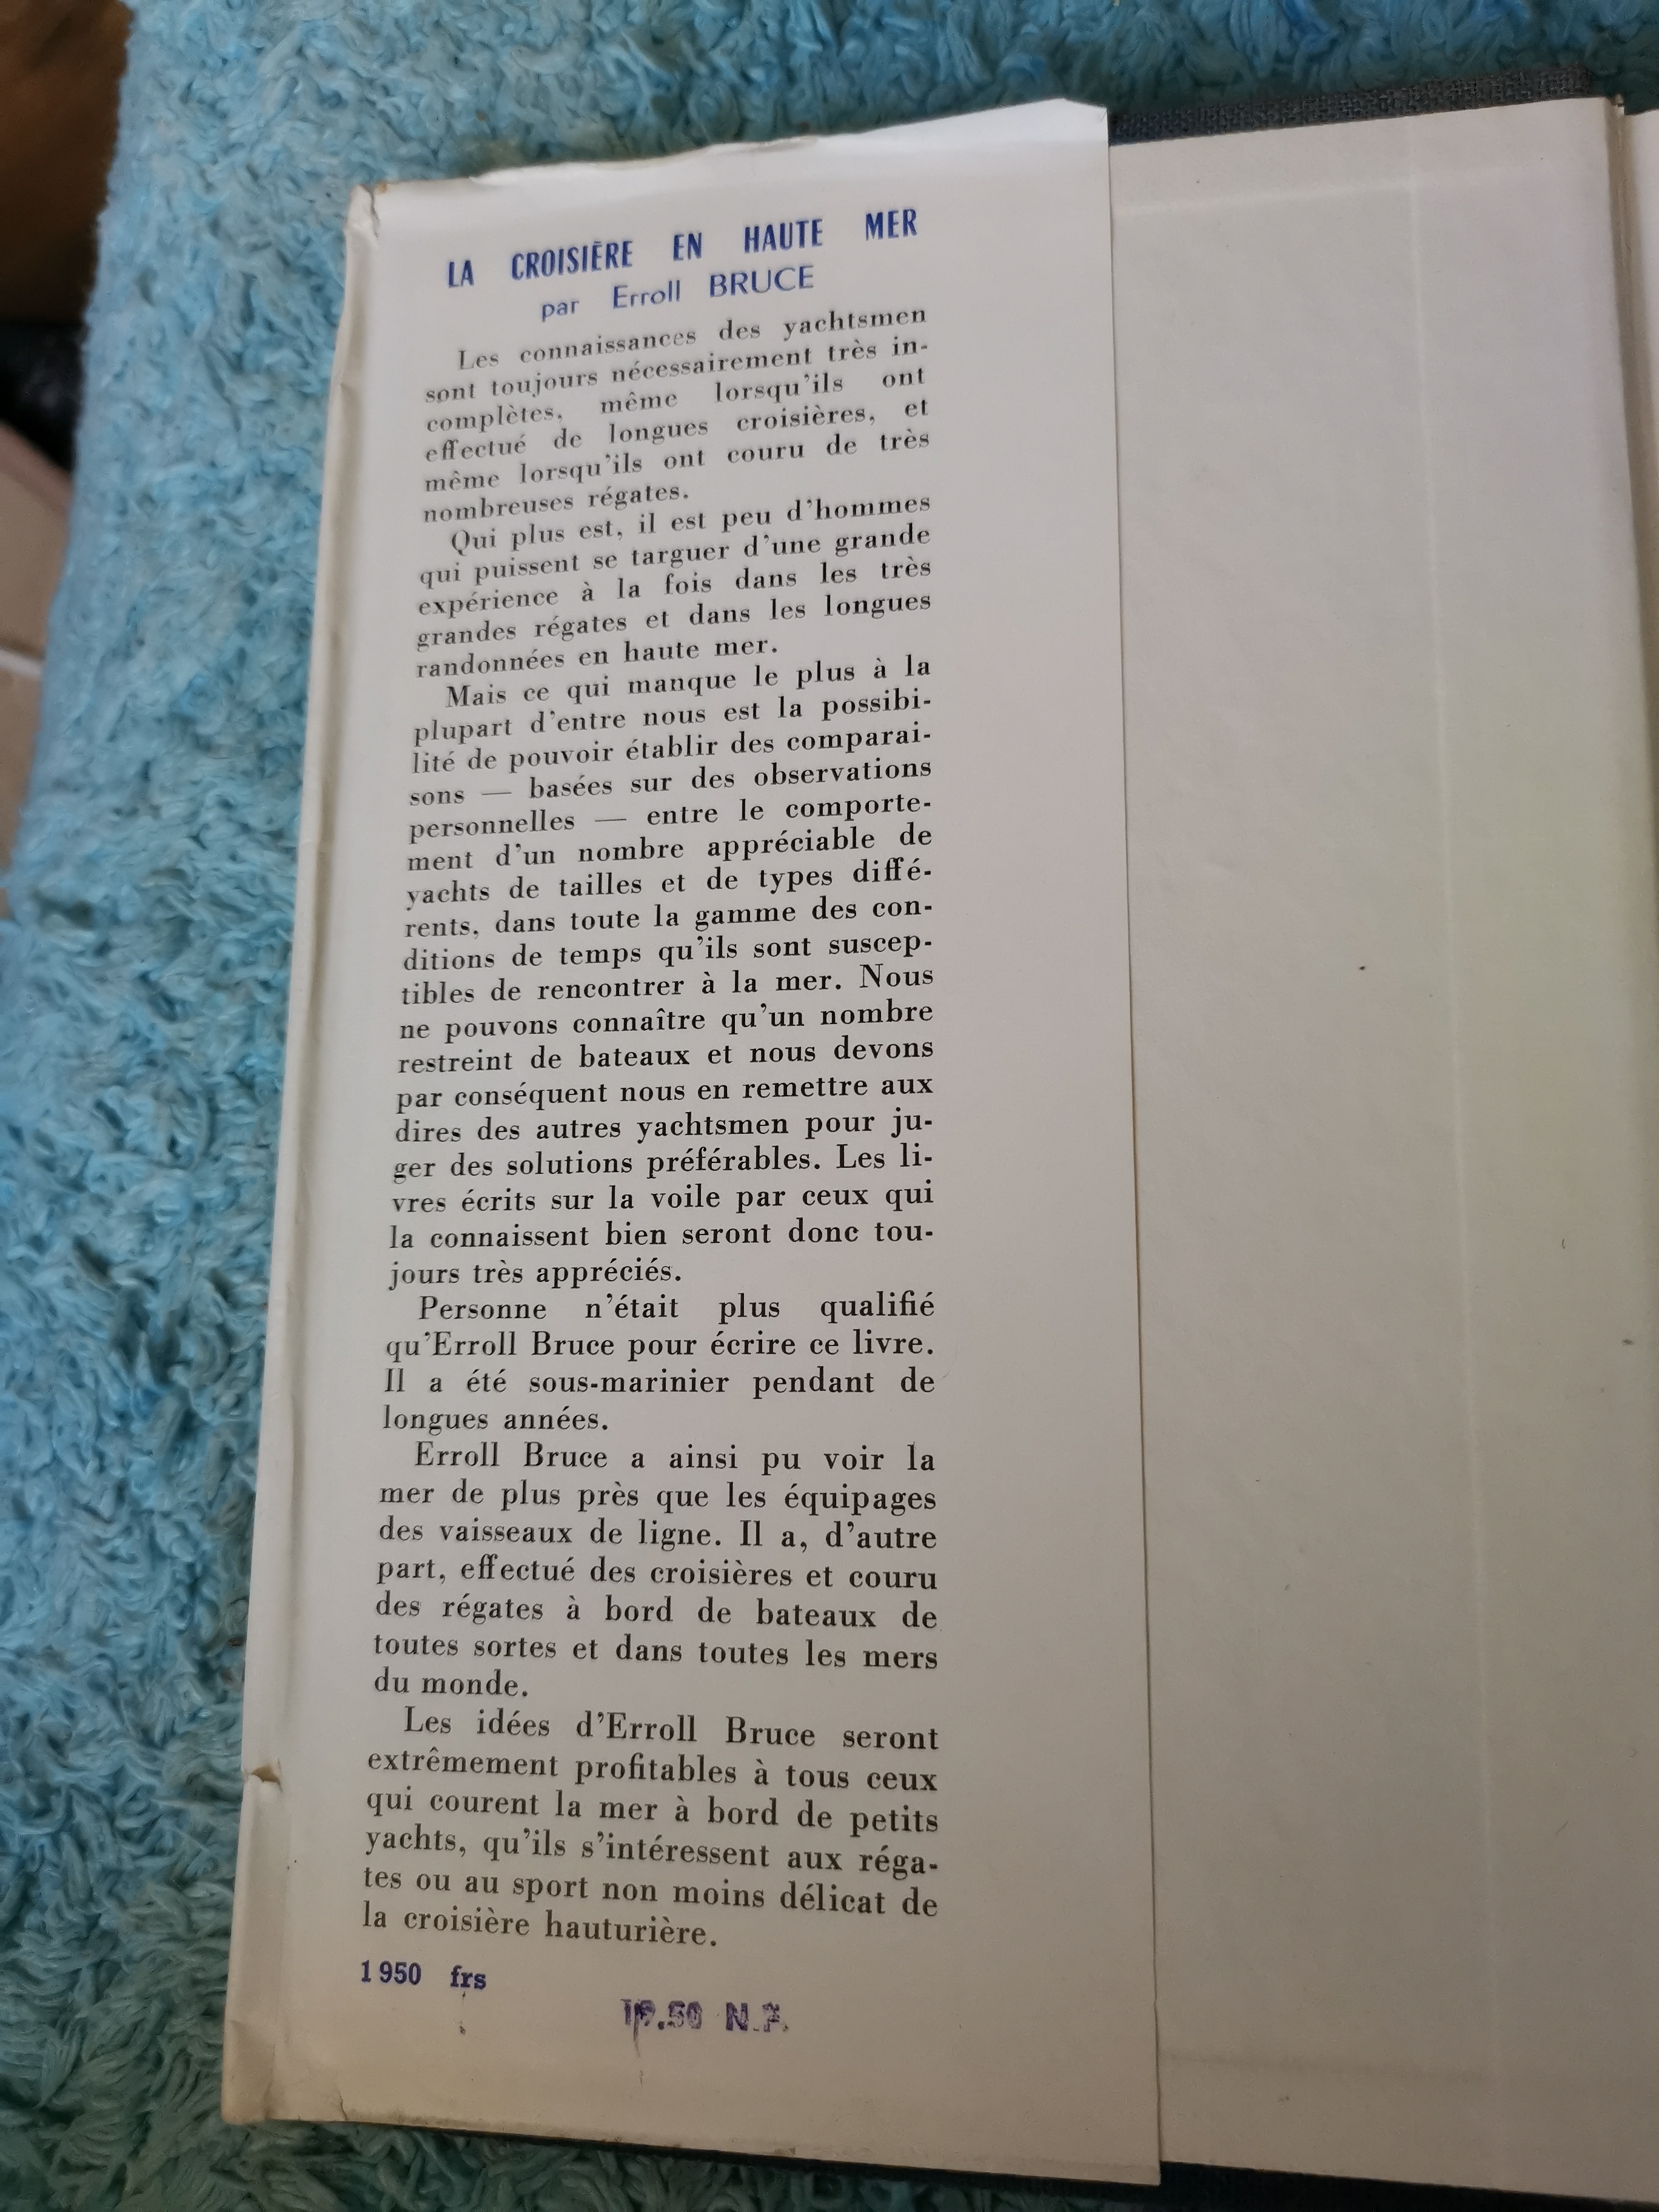 LA CROISIÈRE EN HAUTE MER
par Erroll BRUCE
Les connaissances des yachtsmen
sont toujours nécessairement très in-
complètes, même lorsqu'ils ont
effectué de longues croisières, et
même lorsqu'ils ont couru de très
nombreuses régates.
Qui plus est, il est peu d'hommes
qui puissent se targuer d'une grande
expérience à la fois dans les très
grandes régates et dans les longues
randonnées en haute mer.
Mais ce qui manque le plus à la
plupart d'entre nous est la possibi-
lité de pouvoir établir des comparai-
sons — basées sur des observations
personnelles — entre le comporte-
ment d'un nombre appréciable de
yachts de tailles et de types diffé-
rents, dans toute la gamme des con-
ditions de temps qu'ils sont suscep-
tibles de rencontrer à la mer. Nous
ne pouvons connaître qu'un nombre
restreint de bateaux et nous devons
par conséquent nous en remettre aux
dires des autres yachtsmen pour ju-
ger des solutions préférables. Les li-
vres écrits sur la voile par ceux qui
la connaissent bien seront donc tou-
jours très appréciés.
Personne n'était plus qualifié
qu'Erroll Bruce pour écrire ce livre.
Il a été sous-marinier pendant de
longues années.
Erroll Bruce a ainsi pu voir la
mer de plus près que les équipages
des vaisseaux de ligne. Il a, d'autre
part, effectué des croisières et couru
des régates à bord de bateaux de
toutes sortes et dans toutes les mers
du monde.
Les idées d'Erroll Bruce seront
extrêmement profitables à tous ceux
qui courent la mer à bord de petits
yachts, qu'ils s'intéressent aux réga-
tes ou au sport non moins délicat de
la croisière hauturière.
1950 frs
N.F.